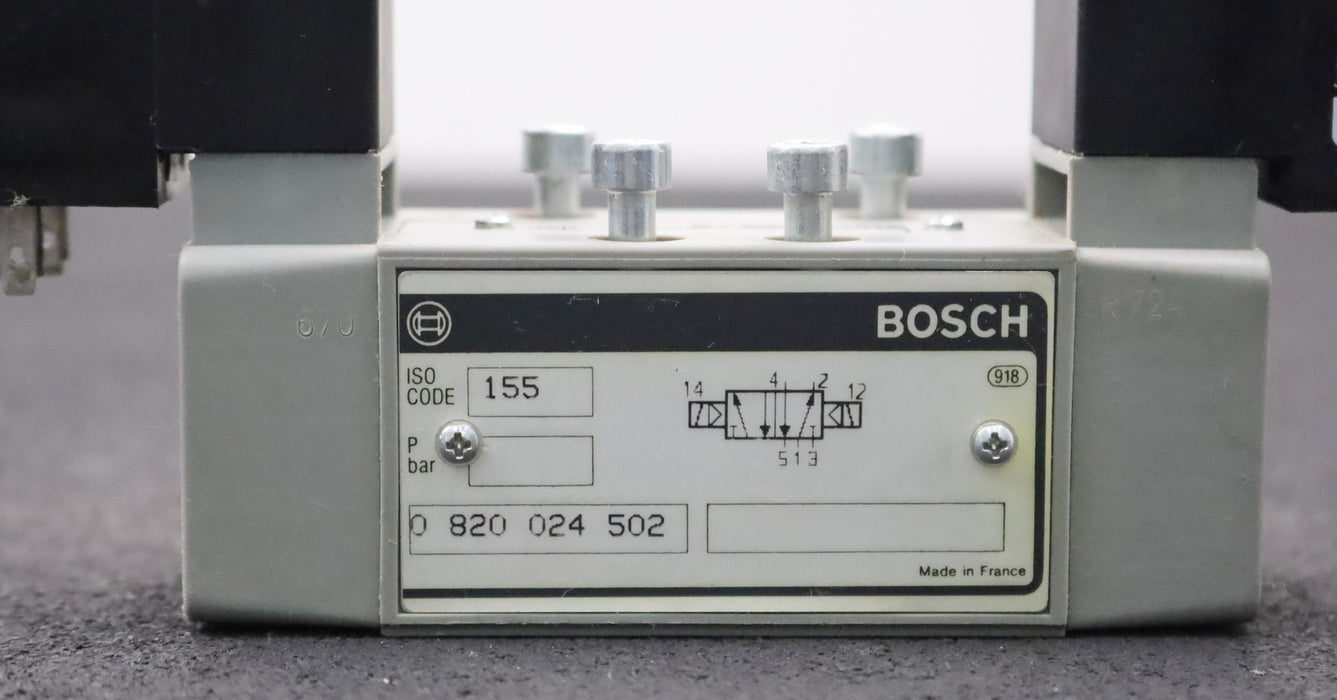 BOSCH
ISO
CODE
155
918
14 4 2 12
5 1 3
P
bar
0 820 024 502
Made in France